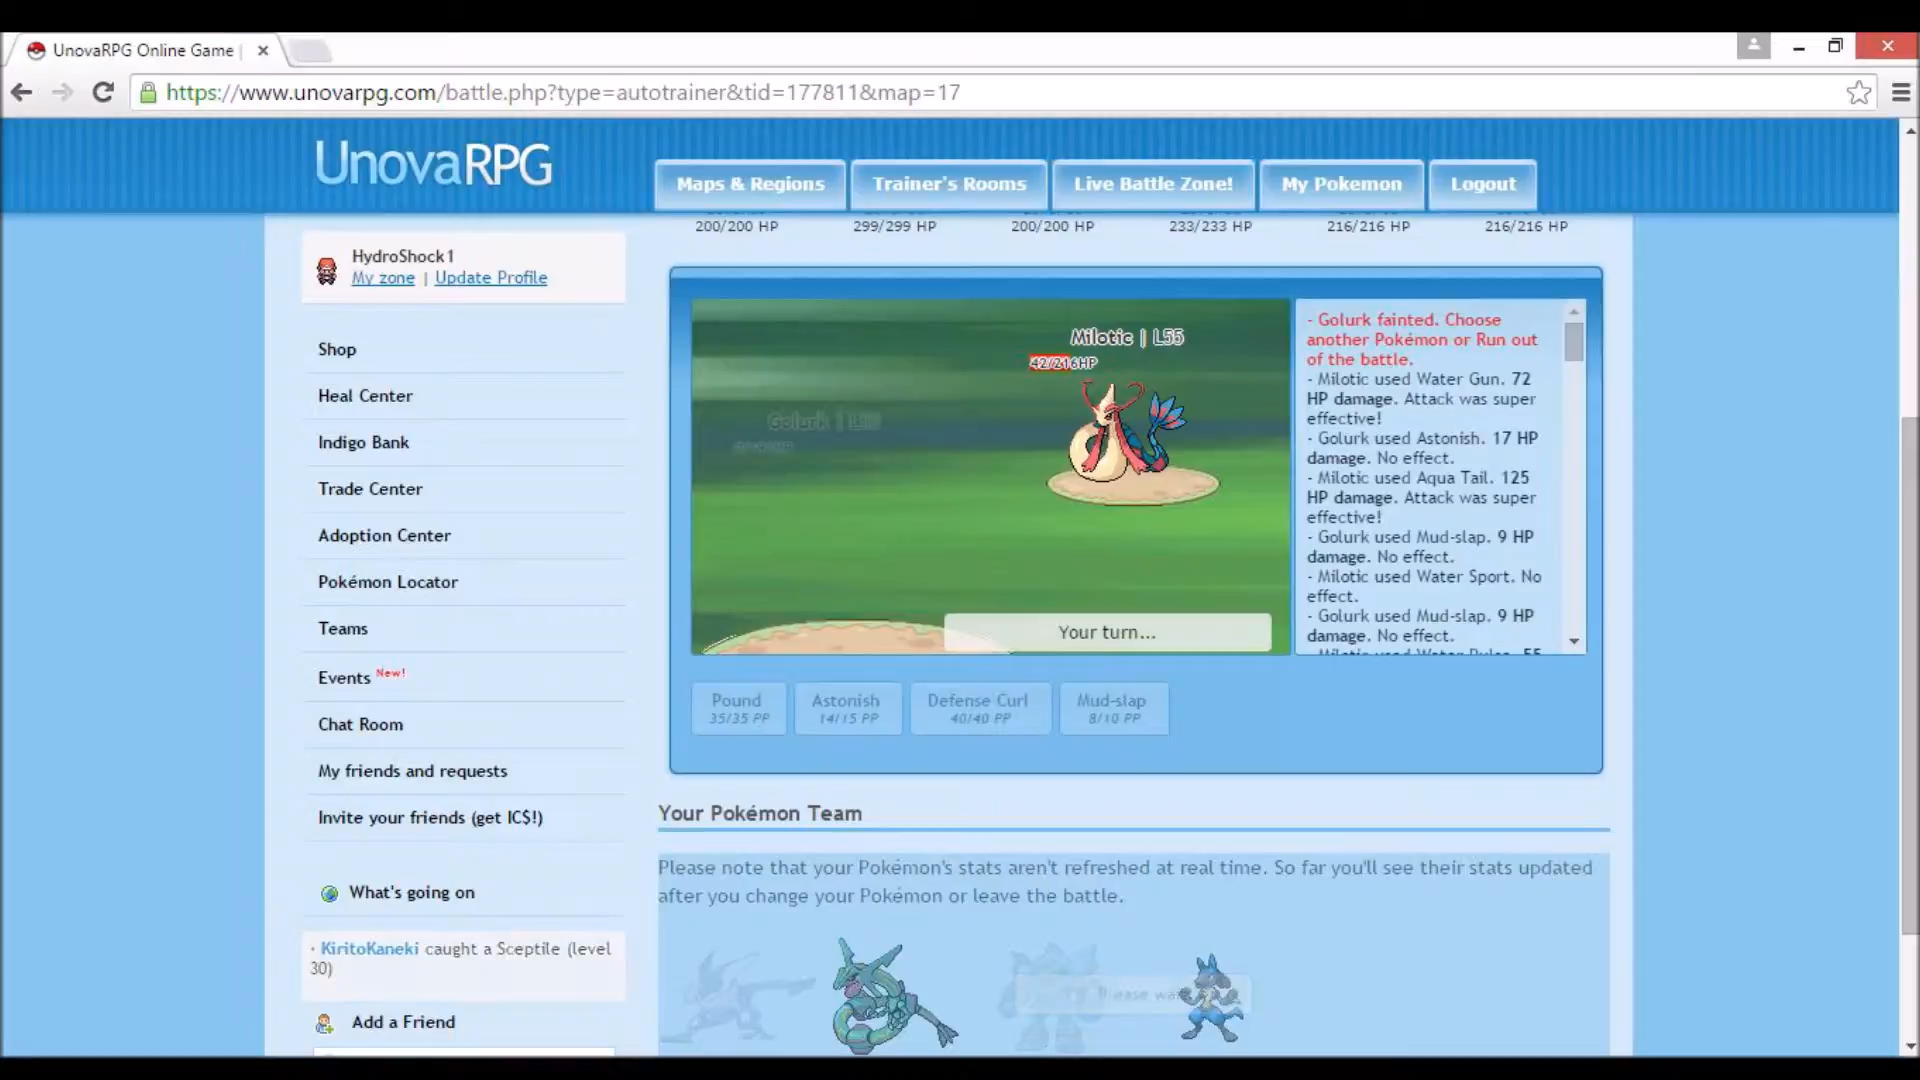 UnovaRPG Online Game |
https://www.unovarpg.com/battle.php?type=autotrainer&tid=177811&map=17
UnovaRPG
Maps & Regions
Trainer's Rooms
Live Battle Zone!
My Pokemon
Logout
200/200 HP
299/299 HP
200/200 HP
233/233 HP
216/216 HP
216/216 HP
HydroShock1
My zone | Update Profile
Shop
Heal Center
Indigo Bank
Trade Center
Adoption Center
Pokémon Locator
Teams
Events New!
Chat Room
My friends and requests
Invite your friends (get IC$!)
What's going on
· KiritoKaneki caught a Sceptile (level
30)
Add a Friend
Milotic | L55
42/216HP
Golurk
Your turn...
- Golurk fainted. Choose
another Pokémon or Run out
of the battle.
- Milotic used Water Gun. 72
HP damage. Attack was super
effective!
- Golurk used Astonish. 17 HP
damage. No effect.
- Milotic used Aqua Tail. 125
HP damage. Attack was super
effective!
- Golurk used Mud-slap. 9 HP
damage. No effect.
- Milotic used Water Sport. No
effect.
- Golurk used Mud-slap. 9 HP
damage. No effect.
- Milotic used Water Pulse. 55
Pound
35/35 PP
Astonish
14/15 PP
Defense Curl
40/40 PP
Mud-slap
8/10 PP
Your Pokémon Team
Please note that your Pokémon's stats aren't refreshed at real time. So far you'll see their stats updated
after you change your Pokémon or leave the battle.
Please